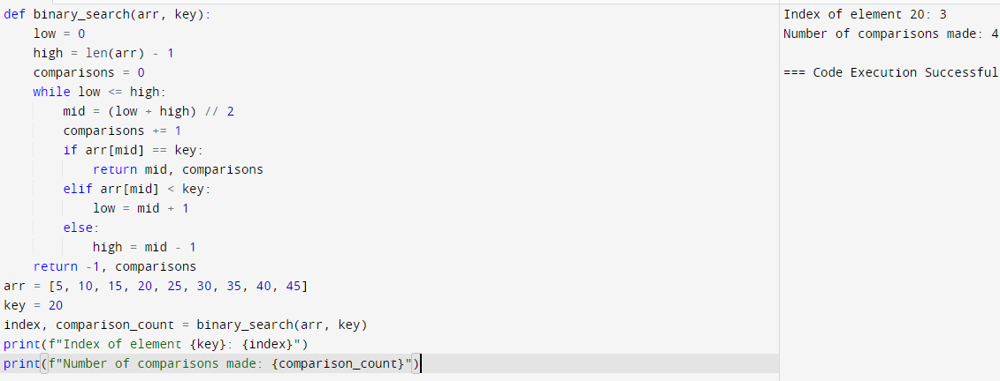 def binary_search(arr, key):
    low = 0
    high = len(arr) - 1
    comparisons = 0
    while low <= high:
        mid = (low + high) // 2
        comparisons += 1
        if arr[mid] == key:
            return mid, comparisons
        elif arr[mid] < key:
            low = mid + 1
        else:
            high = mid - 1
    return -1, comparisons
arr = [5, 10, 15, 20, 25, 30, 35, 40, 45]
key = 20
index, comparison_count = binary_search(arr, key)
print(f"Index of element {key}: {index}")
print(f"Number of comparisons made: {comparison_count}")
Index of element 20: 3
Number of comparisons made: 4
=== Code Execution Successful